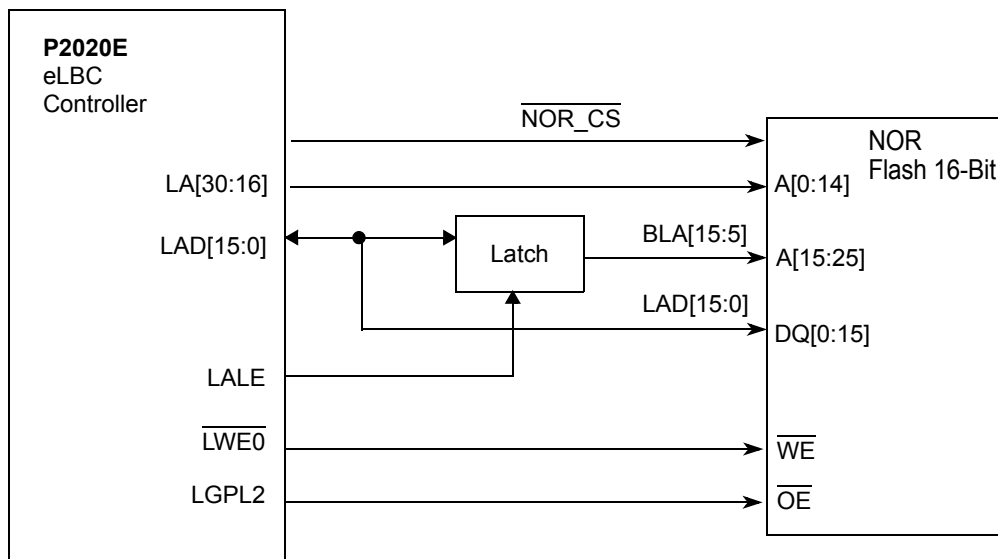 P2020E
eLBC
Controller
NOR_CS
NOR
Flash 16-Bit
LA[30:16]
A[0:14]
LAD[15:0]
Latch
BLA[15:5]
A[15:25]
LAD[15:0]
DQ[0:15]
LALE
LWE0
WE
LGPL2
OE